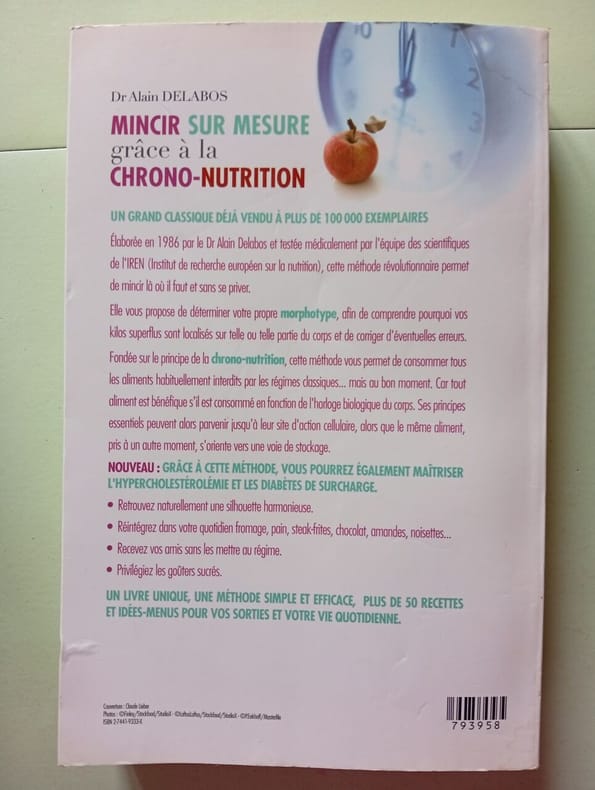 Dr Alain DELABOS
MINCIR SUR MESURE
grâce à la
CHRONO-NUTRITION
UN GRAND CLASSIQUE DÉJÀ VENDU À PLUS DE 100 000 EXEMPLAIRES
Élaborée en 1986 par le Dr Alain Delabos et testée médicalement par l'équipe des scientifiques
de l'IREN (Institut de recherche européen sur la nutrition), cette méthode révolutionnaire permet
de mincir là où il faut et sans se priver.
Elle vous propose de déterminer votre propre morphotype, afin de comprendre pourquoi vos
kilos superflus sont localisés sur telle ou telle partie du corps et de corriger d'éventuelles erreurs.
Fondée sur le principe de la chrono-nutrition, cette méthode vous permet de consommer tous
les aliments habituellement interdits par les régimes classiques... mais au bon moment. Car tout
aliment est bénéfique s'il est consommé en fonction de l'horloge biologique du corps. Ses principes
essentiels peuvent alors parvenir jusqu'à leur site d'action cellulaire, alors que le même aliment,
pris à un autre moment, s'oriente vers une voie de stockage.
NOUVEAU : GRÂCE À CETTE MÉTHODE, VOUS POURREZ ÉGALEMENT MAÎTRISER
L'HYPERCHOLESTÉROLÉMIE ET LES DIABÈTES DE SURCHARGE.
• Retrouvez naturellement une silhouette harmonieuse.
• Réintégrez dans votre quotidien fromage, pain, steak-frites, chocolat, amandes, noisettes...
• Recevez vos amis sans les mettre au régime.
• Privilégiez les goûters sucrés.
UN LIVRE UNIQUE, UNE MÉTHODE SIMPLE ET EFFICACE, PLUS DE 50 RECETTES
ET IDÉES-MENUS POUR VOS SORTIES ET VOTRE VIE QUOTIDIENNE.
Couverture : Claude Lieber
Photos :
ISBN 2-7441-9333-X
793958